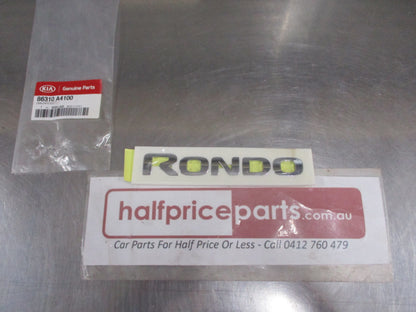 KIA Genuine Parts
86310 A4100
RONDO
halfpriceparts.com.au
Car Parts For Half Price Or Less - Call 0412 760 479